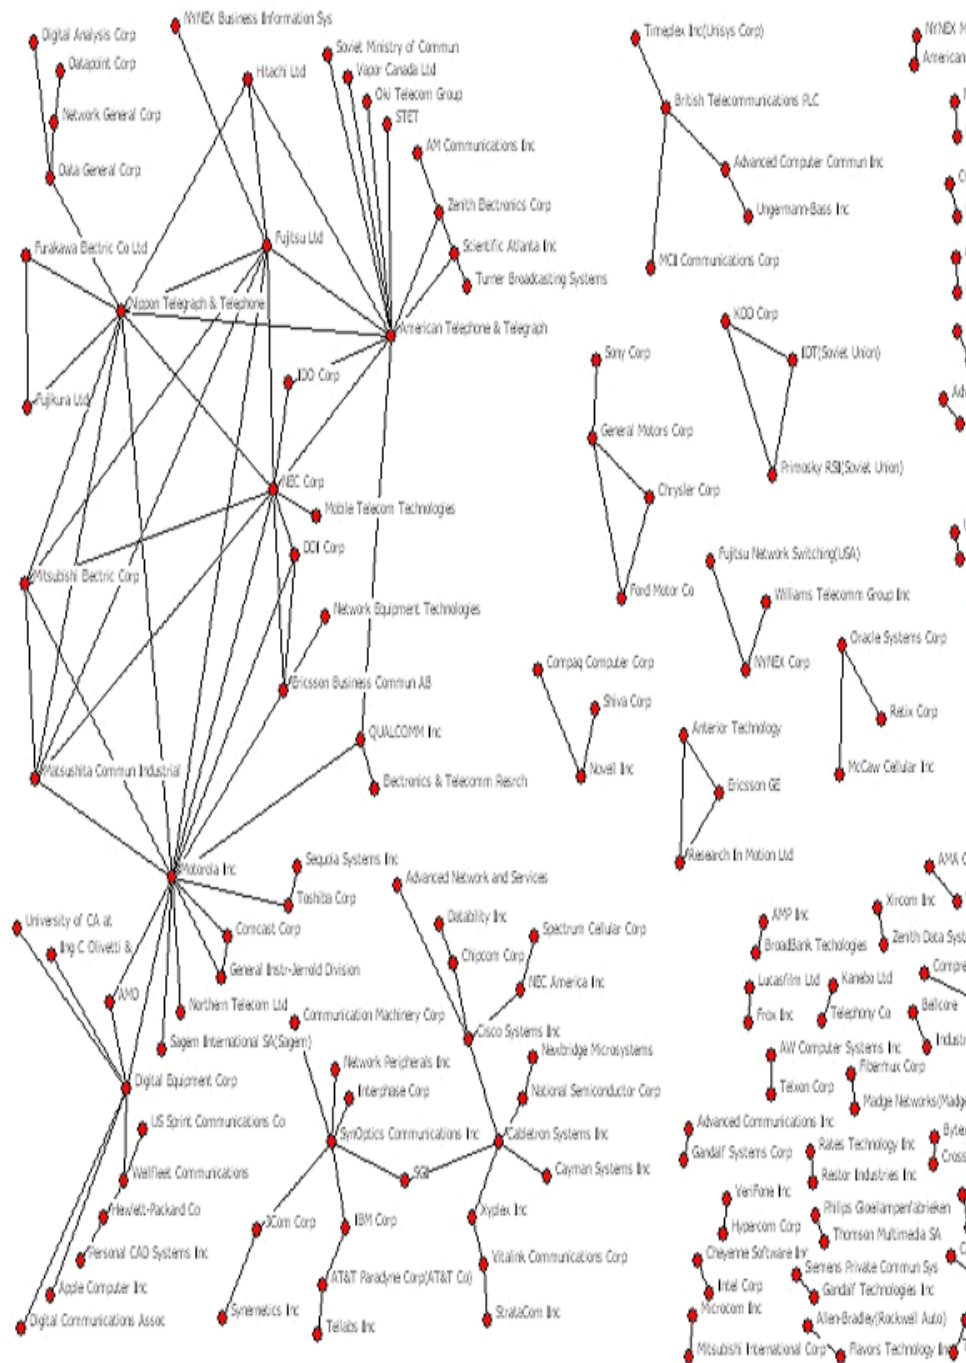 NYNEX Business Information Sys
Digital Analysis Corp
Datapoint Corp
Hitachi Ltd
Soviet Ministry of Commun
Vapor Canada Ltd
Oki Telecom Group
STET
Network General Corp
AM Communications Inc
Data General Corp
Zenith Electronics Corp
Furakawa Electric Co Ltd
Fujitsu Ltd
Scientific Atlanta Inc
Turner Broadcasting Systems
Nippon Telegraph & Telephone
American Telephone & Telegraph
IDO Corp
Fujikura Ltd
NEC Corp
Mobile Telecom Technologies
DDI Corp
Mitsubishi Electric Corp
Network Equipment Technologies
Ericsson Business Commun AB
QUALCOMM Inc
Matsushita Commun Industrial
Electronics & Telecomm Resrch
Motorola Inc
Sequoia Systems Inc
Toshiba Corp
University of CA at
Ing C Olivetti &
Comcast Corp
General Instr-Jerrold Division
AMD
Northern Telecom Ltd
Sagem International SA(Sagem)
Digital Equipment Corp
US Sprint Communications Co
Wellfleet Communications
Hewlett-Packard Co
Personal CAD Systems Inc
Apple Computer Inc
Digital Communications Assoc
Advanced Network and Services
Datability Inc
Spectrum Cellular Corp
Chipcom Corp
NEC America Inc
Communication Machinery Corp
Cisco Systems Inc
Network Peripherals Inc
Newbridge Microsystems
Interphase Corp
National Semiconductor Corp
SynOptics Communications Inc
Cabletron Systems Inc
SGI
Cayman Systems Inc
3Com Corp
IBM Corp
Xyplex Inc
AT&T Paradyne Corp(AT&T Co)
Vitalink Communications Corp
Synernetics Inc
Tellabs Inc
StrataCom Inc
Timeplex Inc(Unisys Corp)
British Telecommunications PLC
Advanced Computer Commun Inc
Ungermann-Bass Inc
MCII Communications Corp
KDD Corp
Sony Corp
IDT(Soviet Union)
General Motors Corp
Primosky RSI(Soviet Union)
Chrysler Corp
Fujitsu Network Switching(USA)
Ford Motor Co
Williams Telecomm Group Inc
Compaq Computer Corp
NYNEX Corp
Oracle Systems Corp
Shiva Corp
Retix Corp
Anterior Technology
Novell Inc
McCaw Cellular Inc
Ericsson GE
Research In Motion Ltd
AMP Inc
Xircom Inc
BroadBank Techologies
Zenith Data Syst
Lucasfilm Ltd
Kanebo Ltd
Compre
Frox Inc
Telephony Co
Bellcore
Industr
AW Computer Systems Inc
Fibermux Corp
Telxon Corp
Madge Networks(Madge
Advanced Communications Inc
Rates Technology Inc
Bytex
Gandalf Systems Corp
Restor Industries Inc
Cross
VeriFone Inc
Philips Gloeilampenfabrieken
Hypercom Corp
Thomson Multimedia SA
Cheyenne Software Inc
Siemens Private Commun Sys
Intel Corp
Gandalf Technologies Inc
Microcom Inc
Allen-Bradley(Rockwell Auto)
Mitsubishi International Corp
Flavors Technology Inc
NYNEX M
American
Adv
AMA C